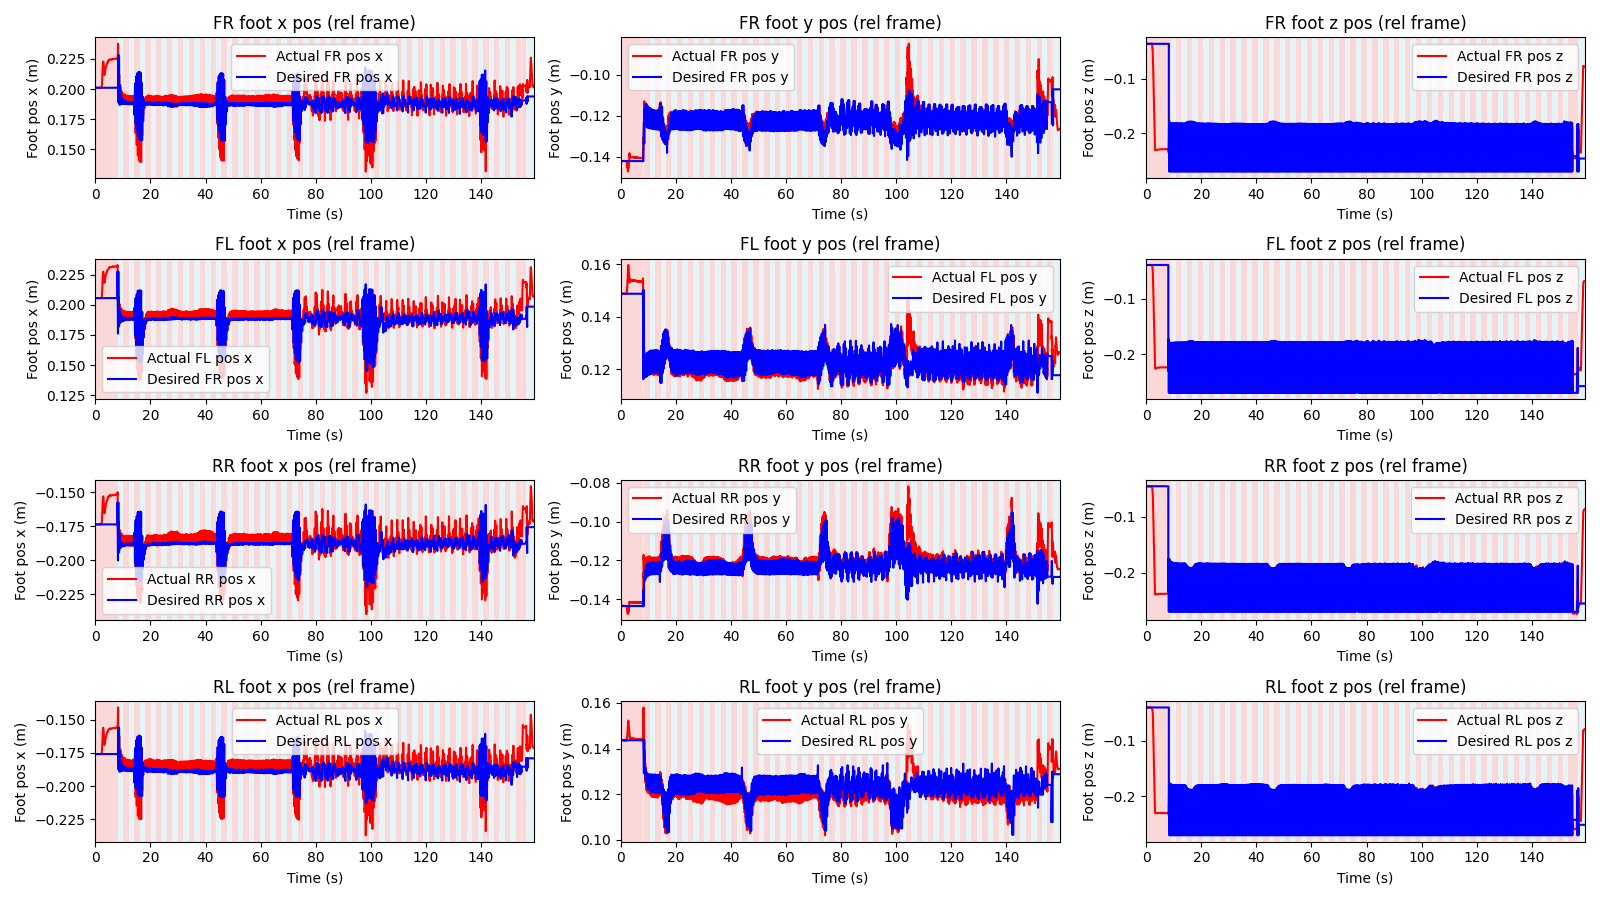 FR foot x pos (rel frame)
FR foot y pos (rel frame)
FR foot z pos (rel frame)
Foot pos x (m)
0.225
0.200
0.175
0.150
Actual FR pos x
Desired FR pos x
0 20 40 60 80 100 120 140
Time (s)
Foot pos y (m)
−0.10
−0.12
−0.14
Actual FR pos y
Desired FR pos y
0 20 40 60 80 100 120 140
Time (s)
Foot pos z (m)
−0.1
−0.2
Actual FR pos z
Desired FR pos z
0 20 40 60 80 100 120 140
Time (s)
FL foot x pos (rel frame)
FL foot y pos (rel frame)
FL foot z pos (rel frame)
Foot pos x (m)
0.225
0.200
0.175
0.150
0.125
Actual FL pos x
Desired FR pos x
0 20 40 60 80 100 120 140
Time (s)
Foot pos y (m)
0.16
0.14
0.12
Actual FL pos y
Desired FL pos y
0 20 40 60 80 100 120 140
Time (s)
Foot pos z (m)
−0.1
−0.2
Actual FL pos z
Desired FL pos z
0 20 40 60 80 100 120 140
Time (s)
RR foot x pos (rel frame)
RR foot y pos (rel frame)
RR foot z pos (rel frame)
Foot pos x (m)
−0.150
−0.175
−0.200
−0.225
Actual RR pos x
Desired RR pos x
0 20 40 60 80 100 120 140
Time (s)
Foot pos y (m)
−0.08
−0.10
−0.12
−0.14
Actual RR pos y
Desired RR pos y
0 20 40 60 80 100 120 140
Time (s)
Foot pos z (m)
−0.1
−0.2
Actual RR pos z
Desired RR pos z
0 20 40 60 80 100 120 140
Time (s)
RL foot x pos (rel frame)
RL foot y pos (rel frame)
RL foot z pos (rel frame)
Foot pos x (m)
−0.150
−0.175
−0.200
−0.225
Actual RL pos x
Desired RL pos x
0 20 40 60 80 100 120 140
Time (s)
Foot pos y (m)
0.16
0.14
0.12
0.10
Actual RL pos y
Desired RL pos y
0 20 40 60 80 100 120 140
Time (s)
Foot pos z (m)
−0.1
−0.2
Actual RL pos z
Desired RL pos z
0 20 40 60 80 100 120 140
Time (s)